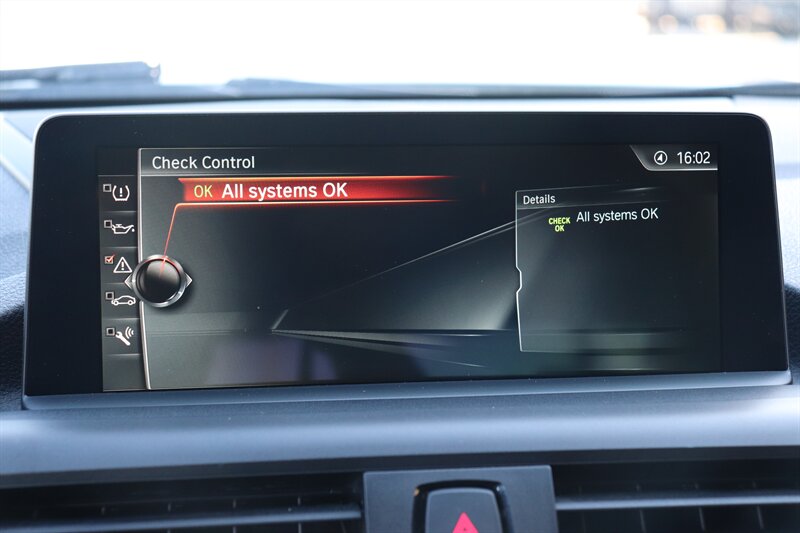 Check Control
16:02
OK All systems OK
Details
CHECK
OK
All systems OK